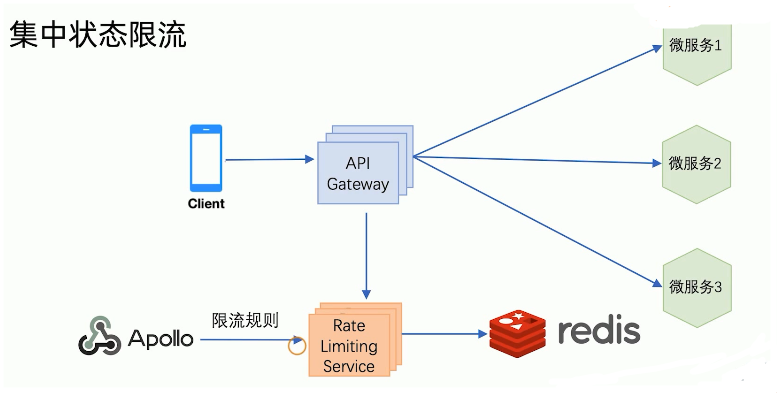 集中状态限流
微服务1
API
Gateway
微服务2
Client
微服务3
限流规则
Apollo
Rate
Limiting
Service
redis